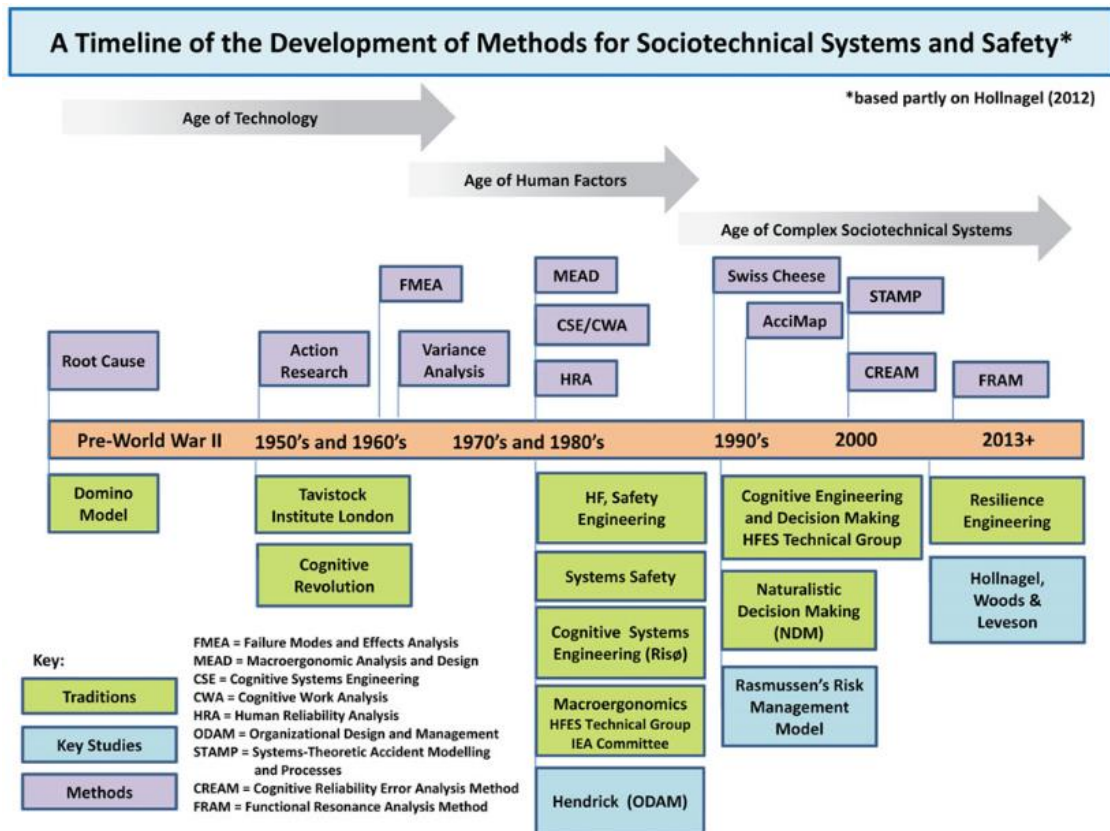 A Timeline of the Development of Methods for Sociotechnical Systems and Safety*
*based partly on Hollnagel (2012)
Age of Technology
Age of Human Factors
Age of Complex Sociotechnical Systems
Root Cause
Action
Research
FMEA
Variance
Analysis
MEAD
CSE/CWA
HRA
Swiss Cheese
AcciMap
STAMP
CREAM
FRAM
Pre-World War II
1950's and 1960's
1970's and 1980's
1990's
2000
2013+
Domino
Model
Tavistock
Institute London
Cognitive
Revolution
HF, Safety
Engineering
Systems Safety
Cognitive Systems
Engineering (Risø)
Macroergonomics
HFES Technical Group
IEA Committee
Hendrick (ODAM)
Cognitive Engineering
and Decision Making
HFES Technical Group
Naturalistic
Decision Making
(NDM)
Rasmussen's Risk
Management
Model
Resilience
Engineering
Hollnagel,
Woods &
Leveson
Key:
Traditions
Key Studies
Methods
FMEA = Failure Modes and Effects Analysis
MEAD = Macroergonomic Analysis and Design
CSE = Cognitive Systems Engineering
CWA = Cognitive Work Analysis
HRA = Human Reliability Analysis
ODAM = Organizational Design and Management
STAMP = Systems-Theoretic Accident Modelling
and Processes
CREAM = Cognitive Reliability Error Analysis Method
FRAM = Functional Resonance Analysis Method